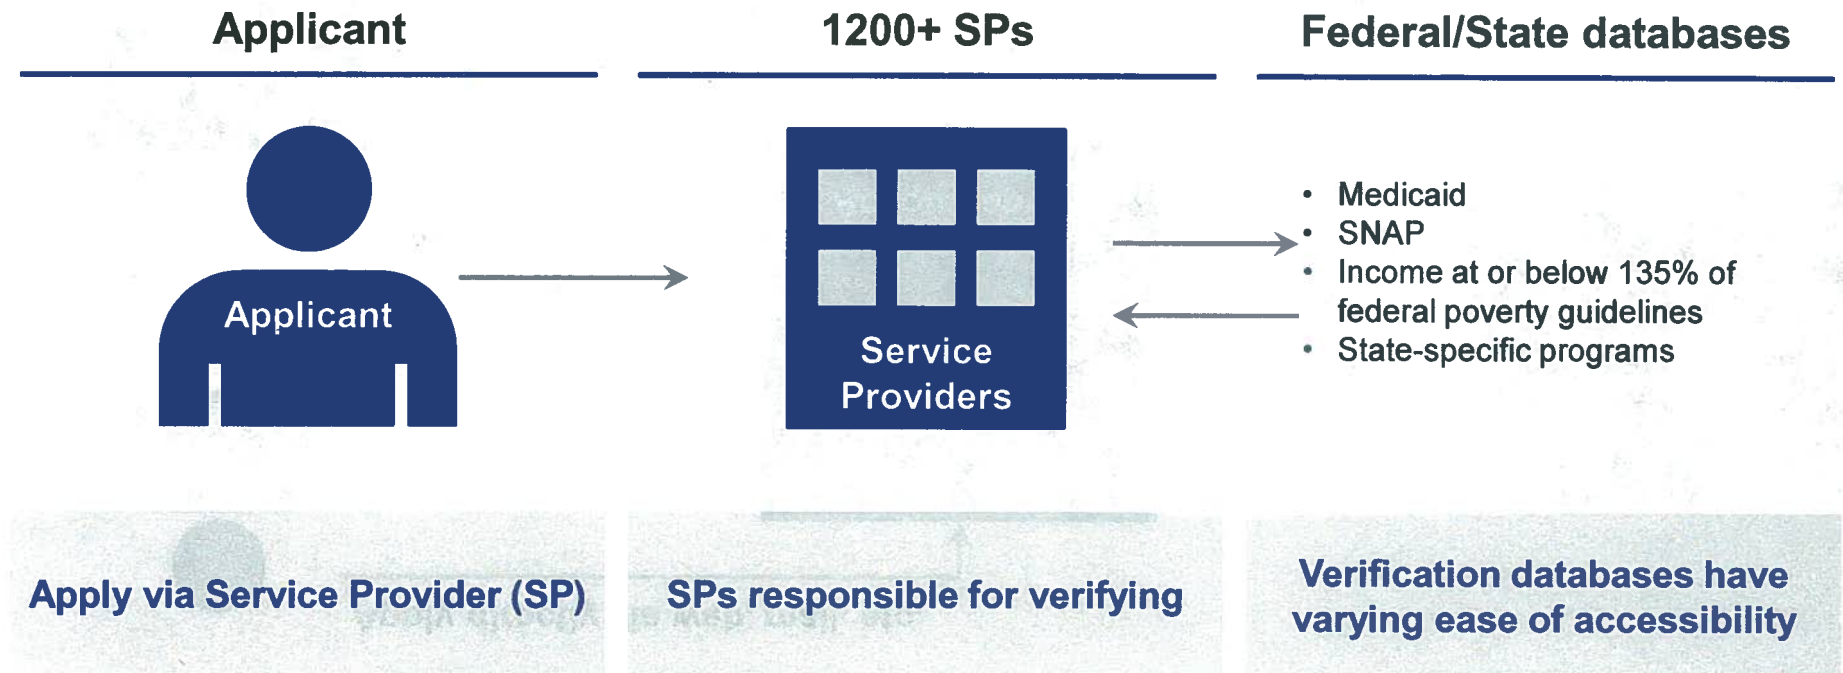 Applicant
1200+ SPs
Federal/State databases
Applicant
Service
Providers
• Medicaid
• SNAP
• Income at or below 135% of
federal poverty guidelines
• State-specific programs
Apply via Service Provider (SP)
SPs responsible for verifying
Verification databases have
varying ease of accessibility